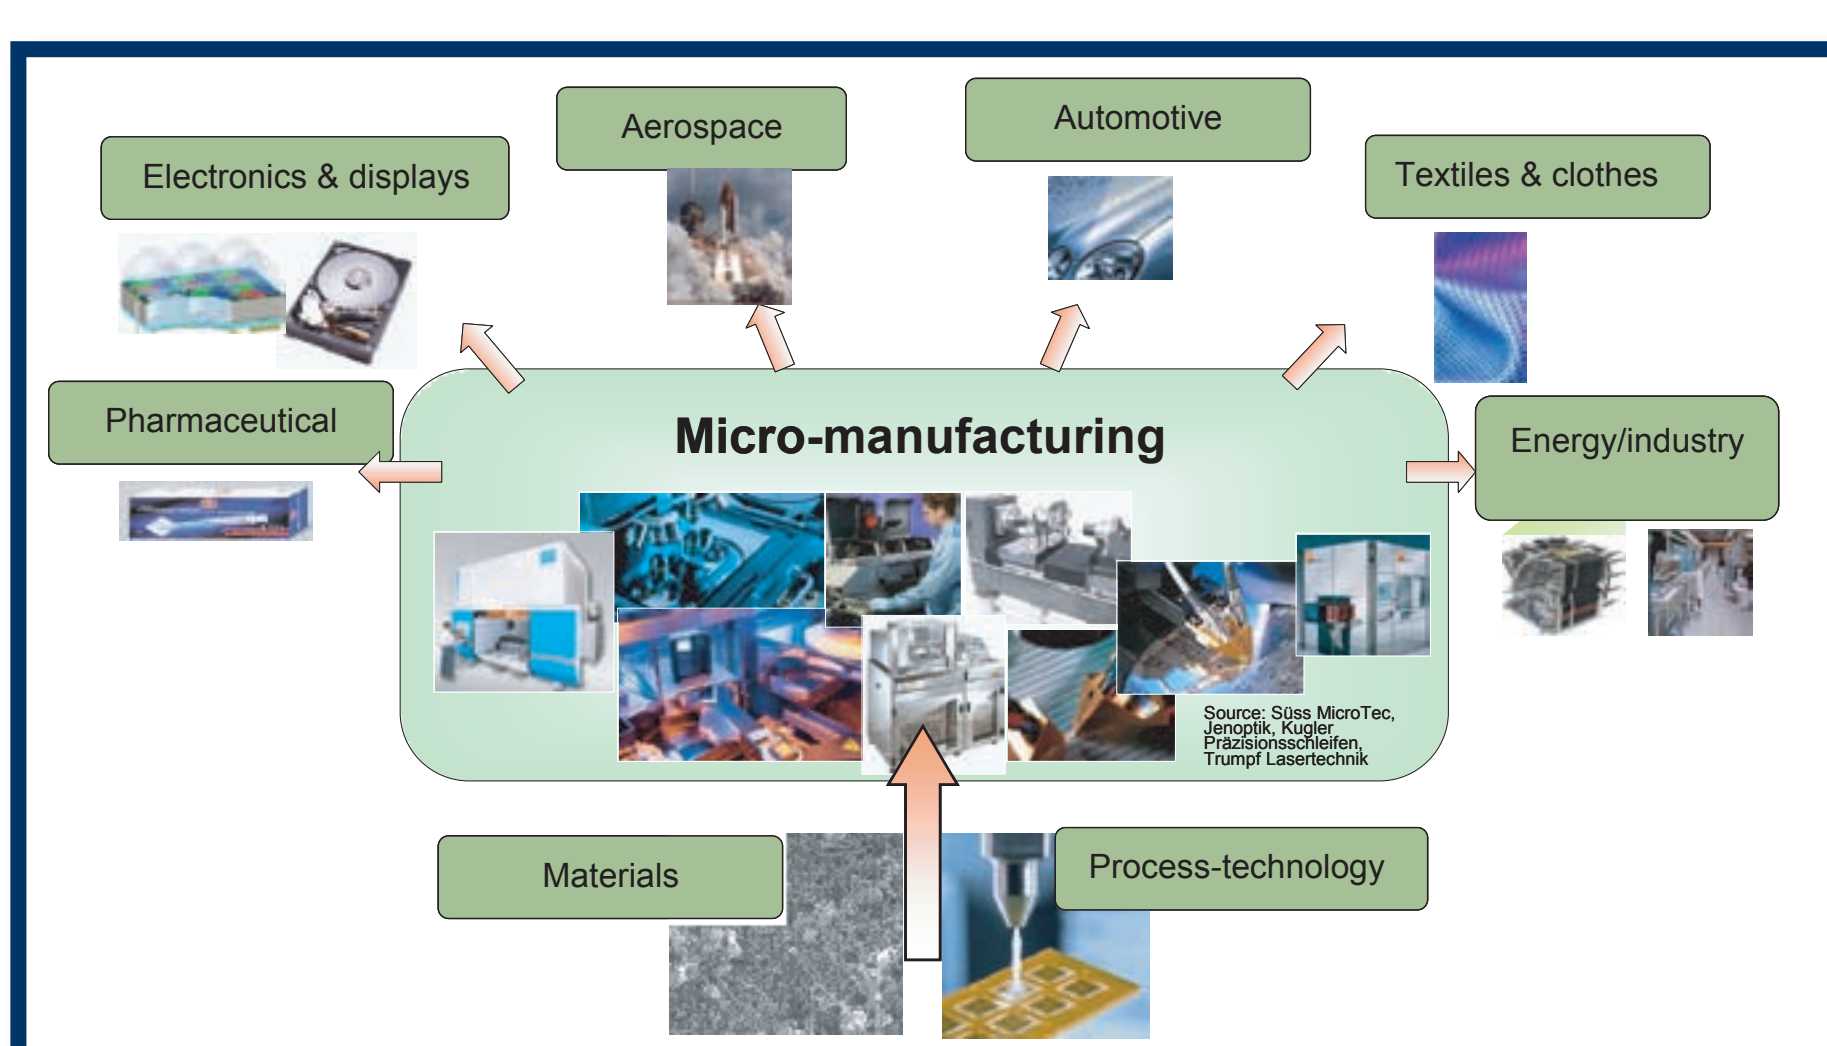 Aerospace
Automotive
Electronics & displays
Textiles & clothes
Pharmaceutical
Micro-manufacturing
Energy/industry
Source: Süss MicroTec,
Jenoptik, Kugler
Präzisionsschleifen,
Trumpf Lasertechnik
Materials
Process-technology